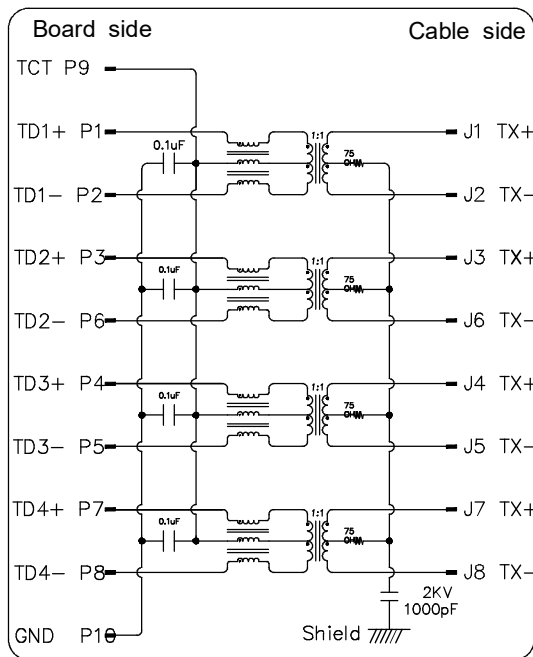 Board side Cable side
TCT P9
TD1+ P1 1:1 J1 TX+
0.1uF 75 OHM
TD1- P2 J2 TX-
TD2+ P3 1:1 J3 TX+
0.1uF 75 OHM
TD2- P6 J6 TX-
TD3+ P4 1:1 J4 TX+
0.1uF 75 OHM
TD3- P5 J5 TX-
TD4+ P7 1:1 J7 TX+
0.1uF 75 OHM
TD4- P8 J8 TX-
2KV
1000pF
GND P10 Shield